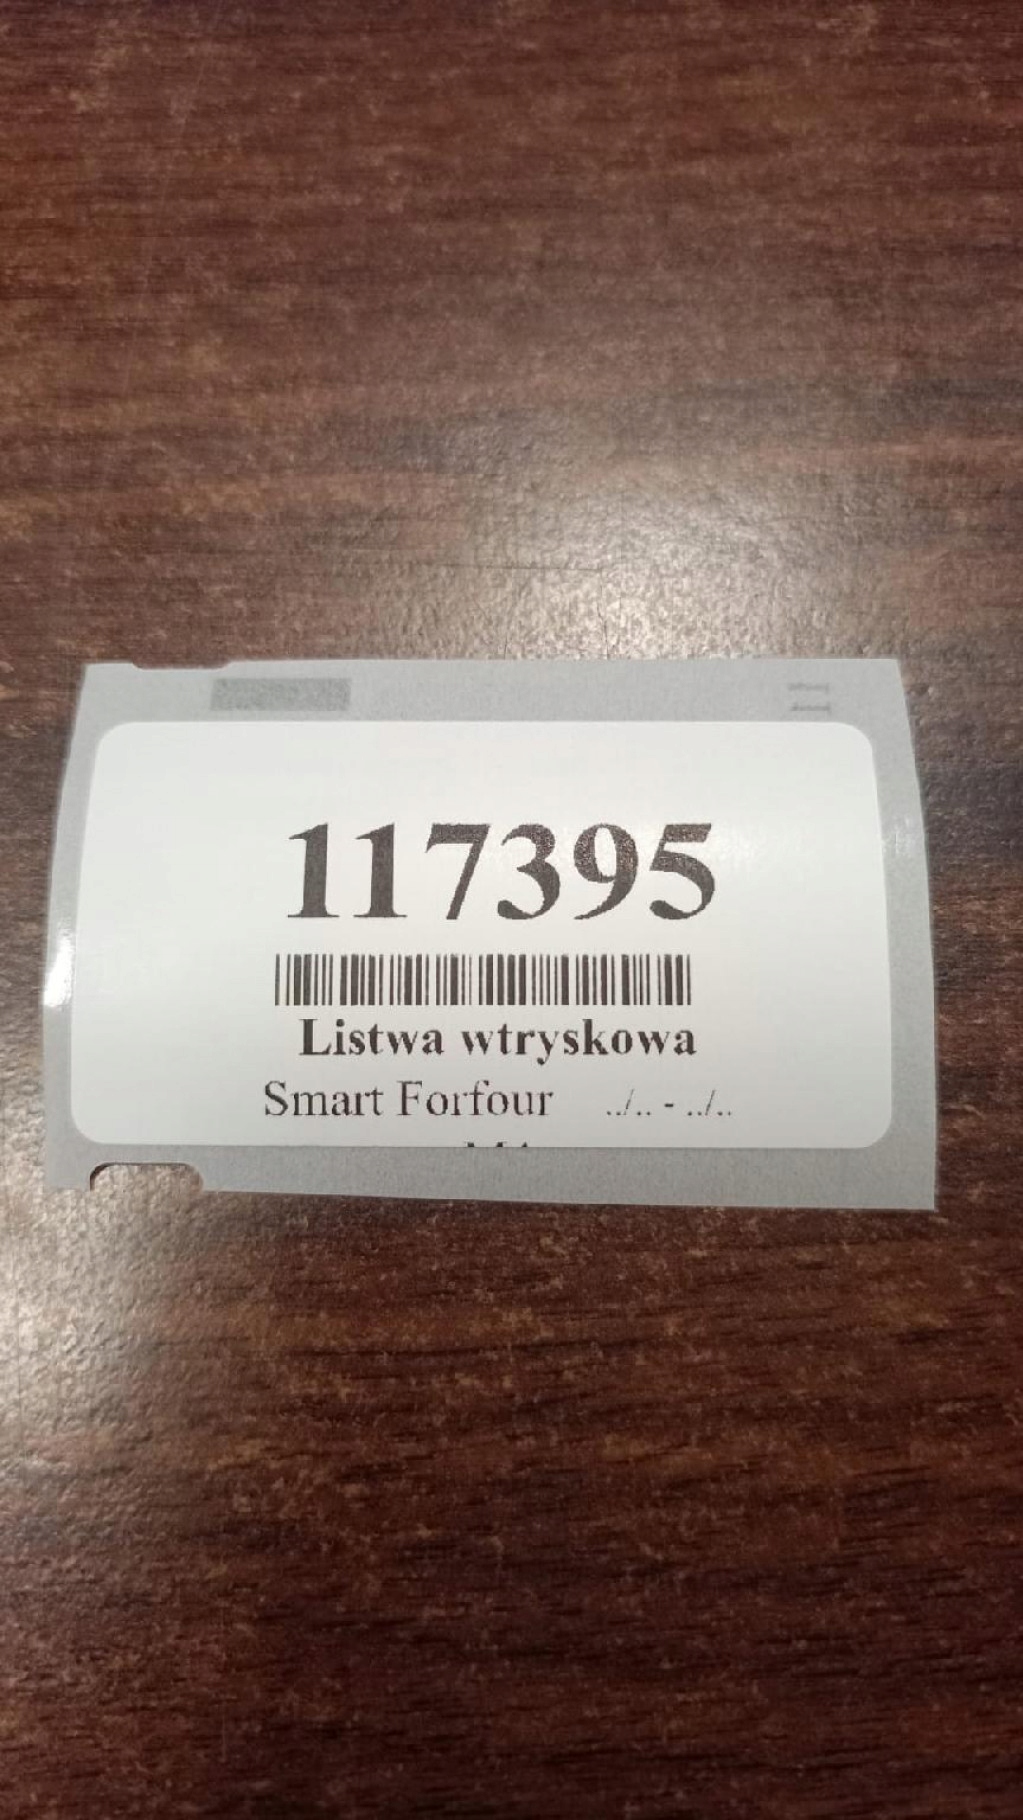 117395
Listwa wtryskowa
Smart Forfour ../.. - ../..